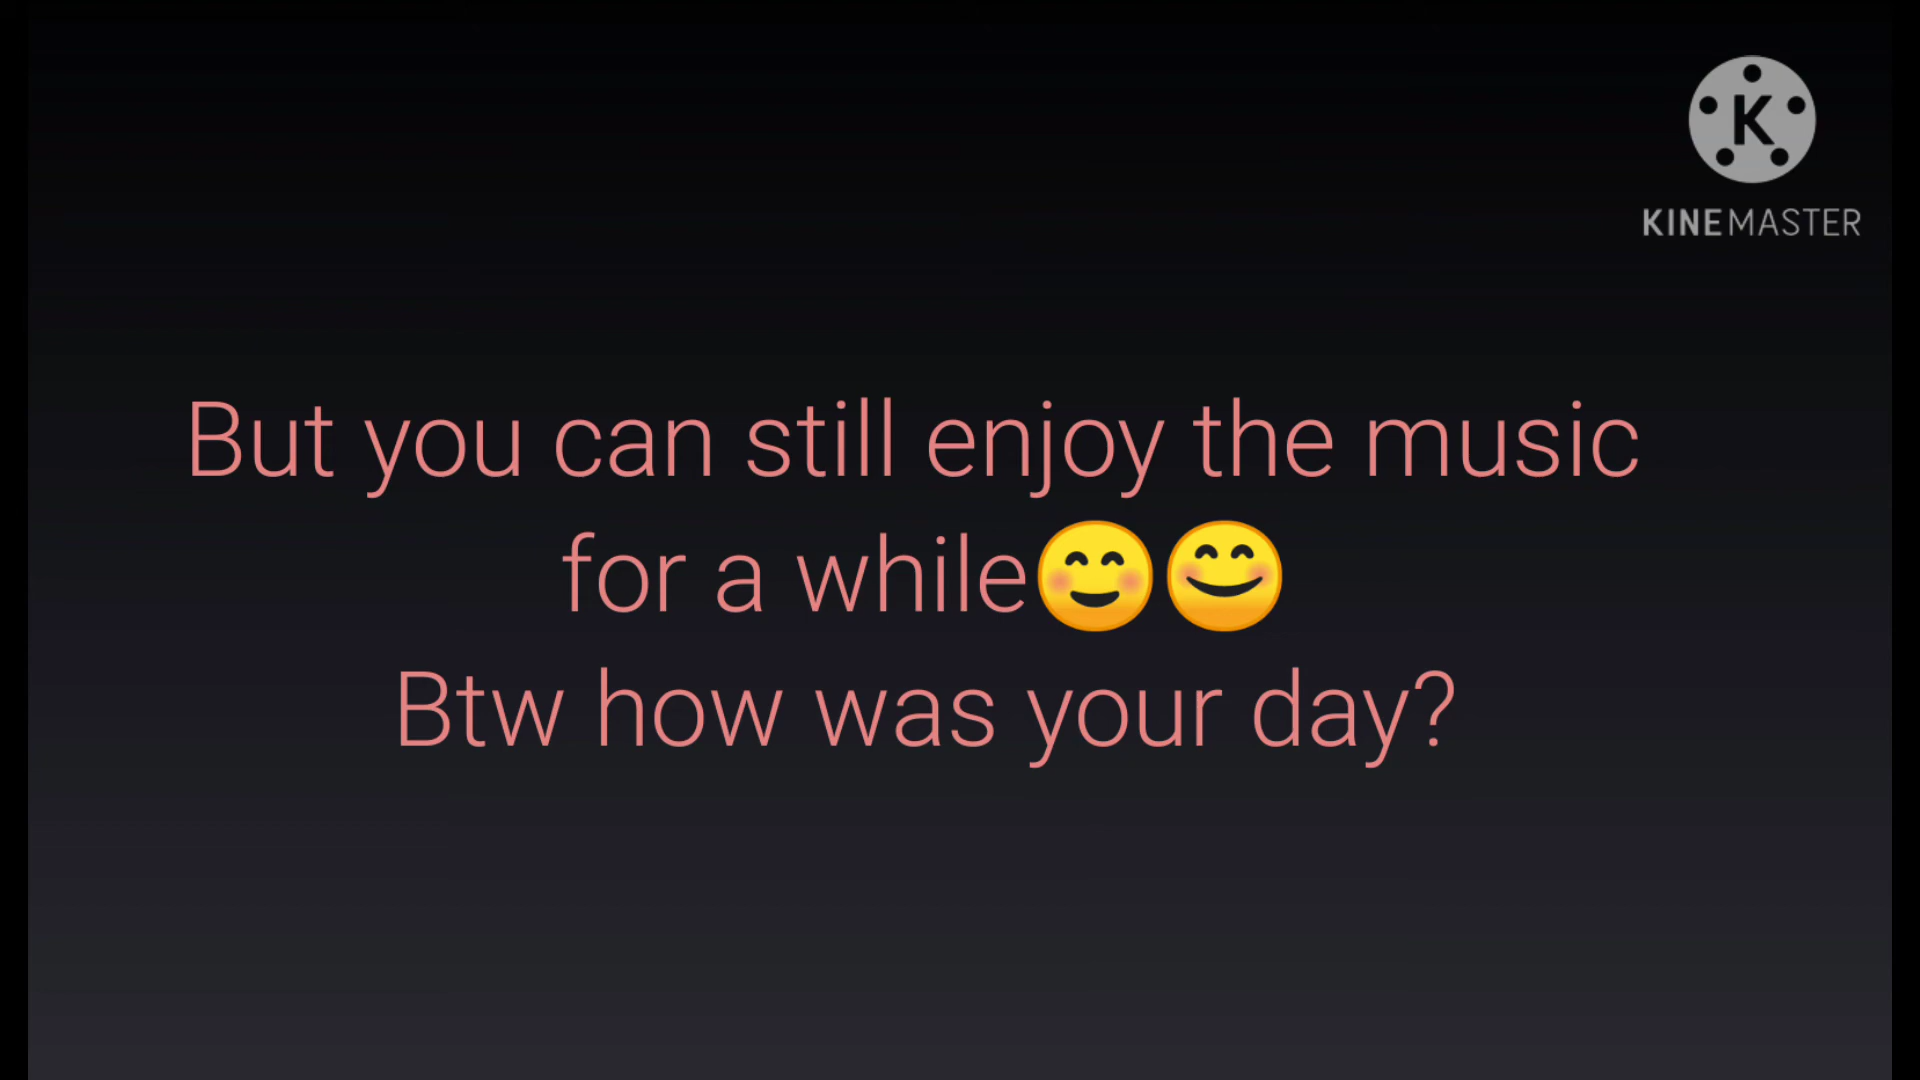 K
KINEMASTER
But you can still enjoy the music
for a while😊😊
Btw how was your day?